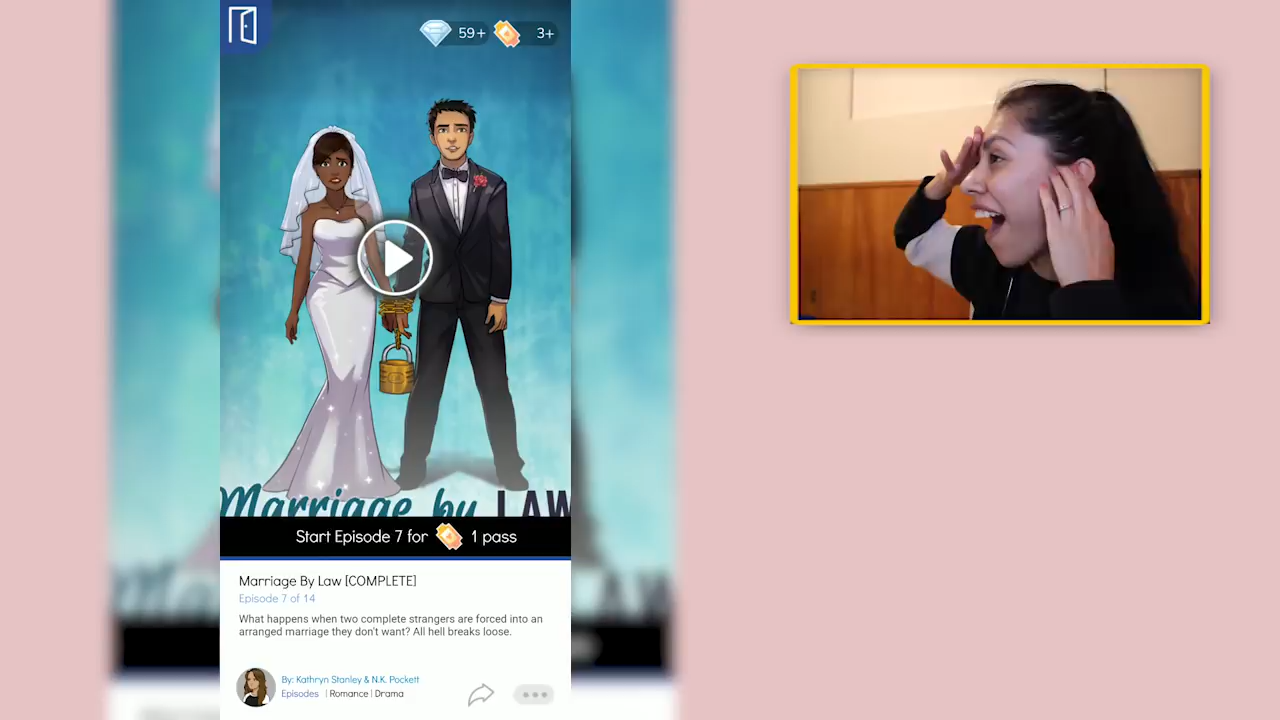 59+ 3+
Marriage by LAW
Start Episode 7 for 1 pass
Marriage By Law [COMPLETE]
Episode 7 of 14
What happens when two complete strangers are forced into an
arranged marriage they don't want? All hell breaks loose.
By: Kathryn Stanley & N.K. Pockett
Episodes | Romance | Drama